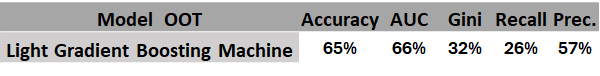 Model OOT Accuracy AUC Gini Recall Prec.
Light Gradient Boosting Machine 65% 66% 32% 26% 57%